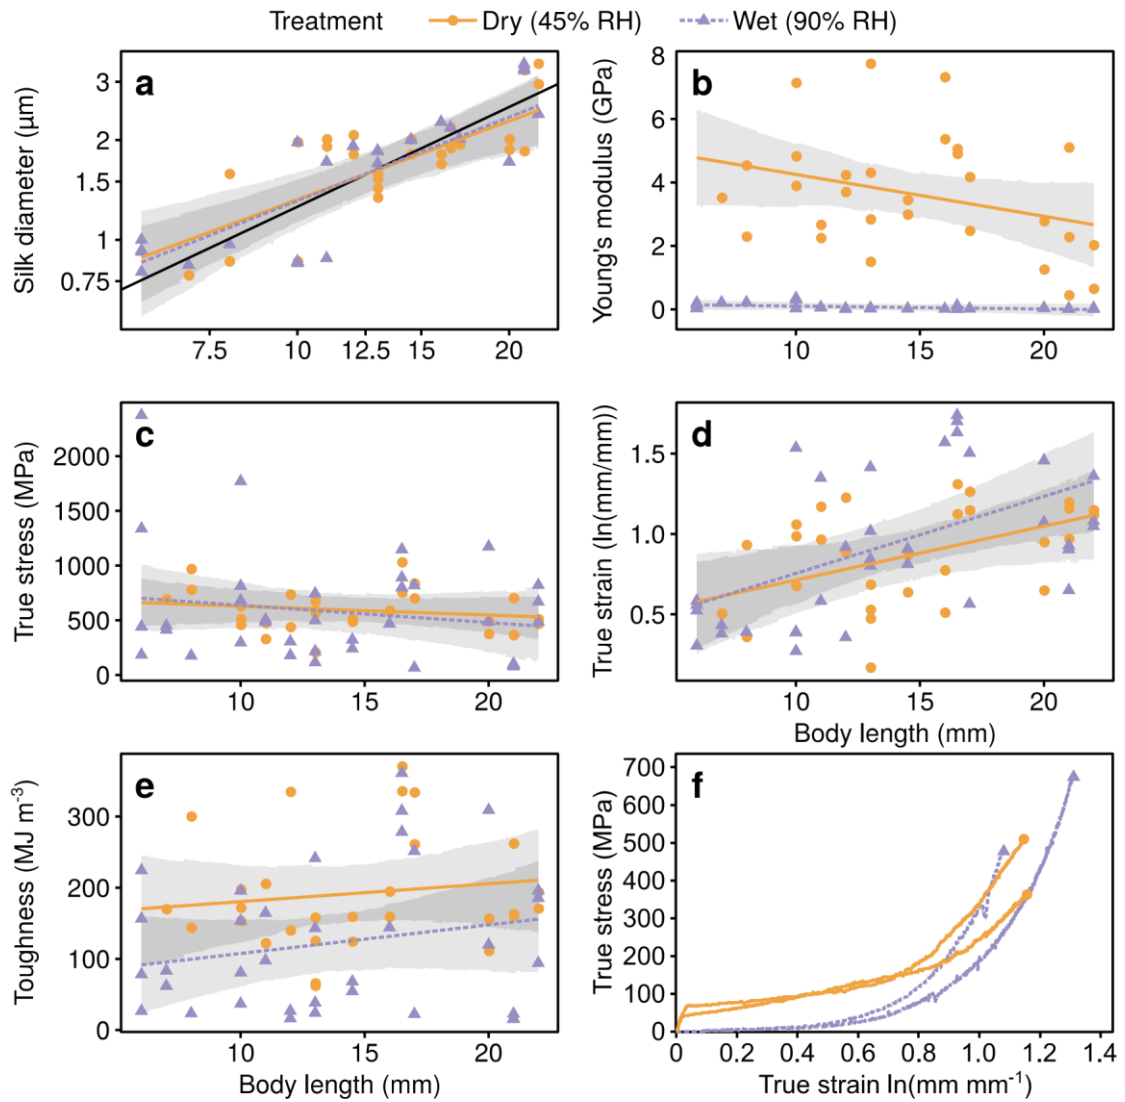 Treatment Dry (45% RH) Wet (90% RH)
a
Silk diameter (μm)
3
2
1.5
1
0.75
7.5 10 12.5 15 20
b
Young's modulus (GPa)
8
6
4
2
0
10 15 20
c
True stress (MPa)
2000
1500
1000
500
0
10 15 20
d
True strain (ln(mm/mm))
1.5
1.0
0.5
10 15 20
Body length (mm)
e
Toughness (MJ m⁻³)
300
200
100
0
10 15 20
Body length (mm)
f
True stress (MPa)
700
600
500
400
300
200
100
0
0 0.2 0.4 0.6 0.8 1.0 1.2 1.4
True strain ln(mm mm⁻¹)